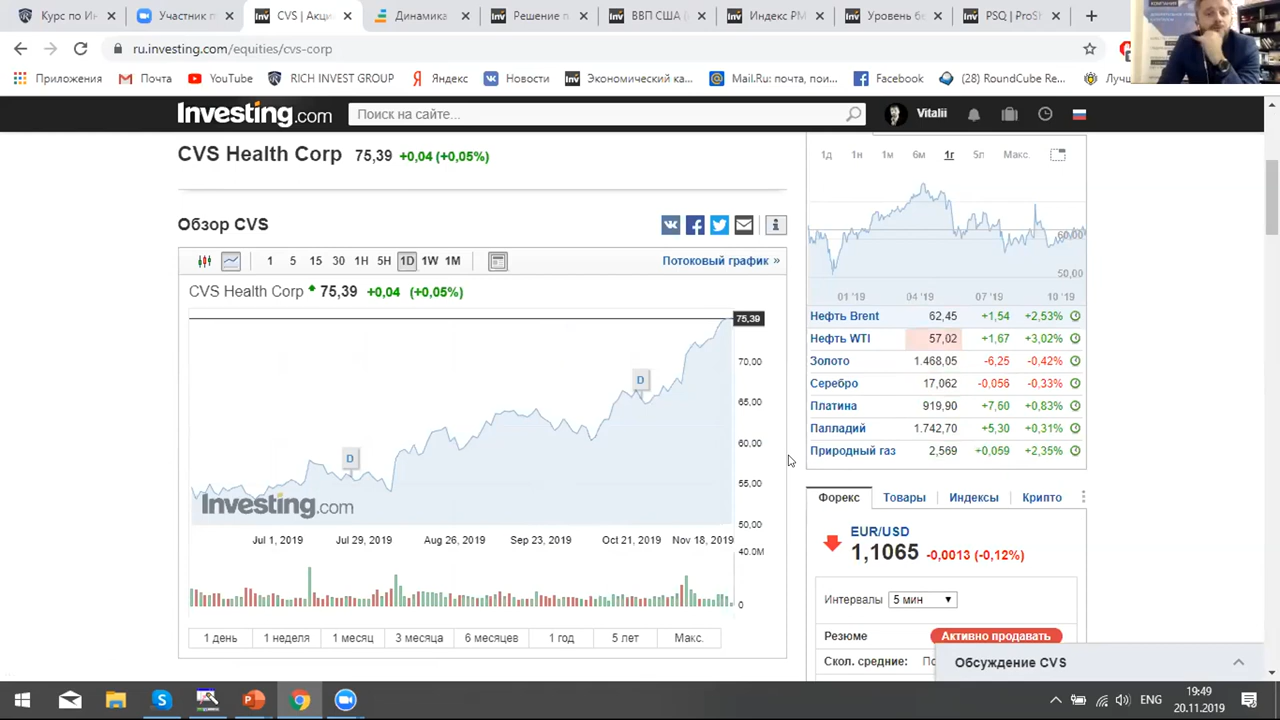 Курс по Ин
Участник п
CVS | Акци
Динамика
Решение п
ВВП США (
Индекс PM
Уров
PSQ | ProSh
КОМПАНИЯ
ru.investing.com/equities/cvs-corp
Приложения
Почта
YouTube
RICH INVEST GROUP
Яндекс
Новости
Экономический ка...
Mail.Ru: почта, пои...
Facebook
(28) RoundCube Re...
Лучш
Investing.com
Поиск на сайте...
Vitalii
CVS Health Corp 75,39 +0,04 (+0,05%)
1д 1н 1м 6м 1г 5л Макс.
Обзор CVS
1 5 15 30 1H 5H 1D 1W 1M
Потоковый график »
CVS Health Corp 75,39 +0,04 (+0,05%)
75,39
70,00
65,00
60,00
55,00
50,00
Investing.com
Jul 1, 2019 Jul 29, 2019 Aug 26, 2019 Sep 23, 2019 Oct 21, 2019 Nov 18, 2019
D
D
40.0M
0
1 день 1 неделя 1 месяц 3 месяца 6 месяцев 1 год 5 лет Макс.
60,00
50,00
01 '19 04 '19 07 '19 10 '19
Нефть Brent 62,45 +1,54 +2,53%
Нефть WTI 57,02 +1,67 +3,02%
Золото 1.468,05 -6,25 -0,42%
Серебро 17,062 -0,056 -0,33%
Платина 919,90 +7,60 +0,83%
Палладий 1.742,70 +5,30 +0,31%
Природный газ 2,569 +0,059 +2,35%
Форекс Товары Индексы Крипто
EUR/USD
1,1065 -0,0013 (-0,12%)
Интервалы 5 мин
Резюме Активно продавать
Скол. средние: По
Обсуждение CVS
ENG
19:49
20.11.2019